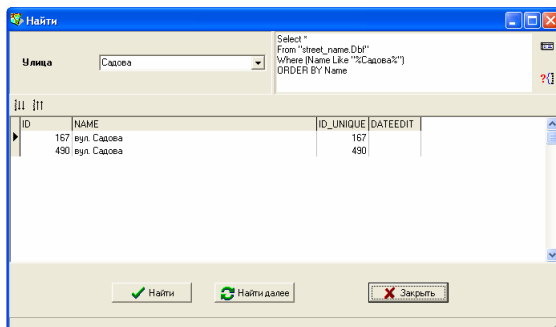 Найти
Улица
Садова
Select *
From "street_name.Dbf"
Where (Name Like "%Садова%")
ORDER BY Name
ID NAME ID_UNIQUE DATEEDIT
167 вул. Садова 167
490 вул. Садова 490
Найти Найти далее Закрыть